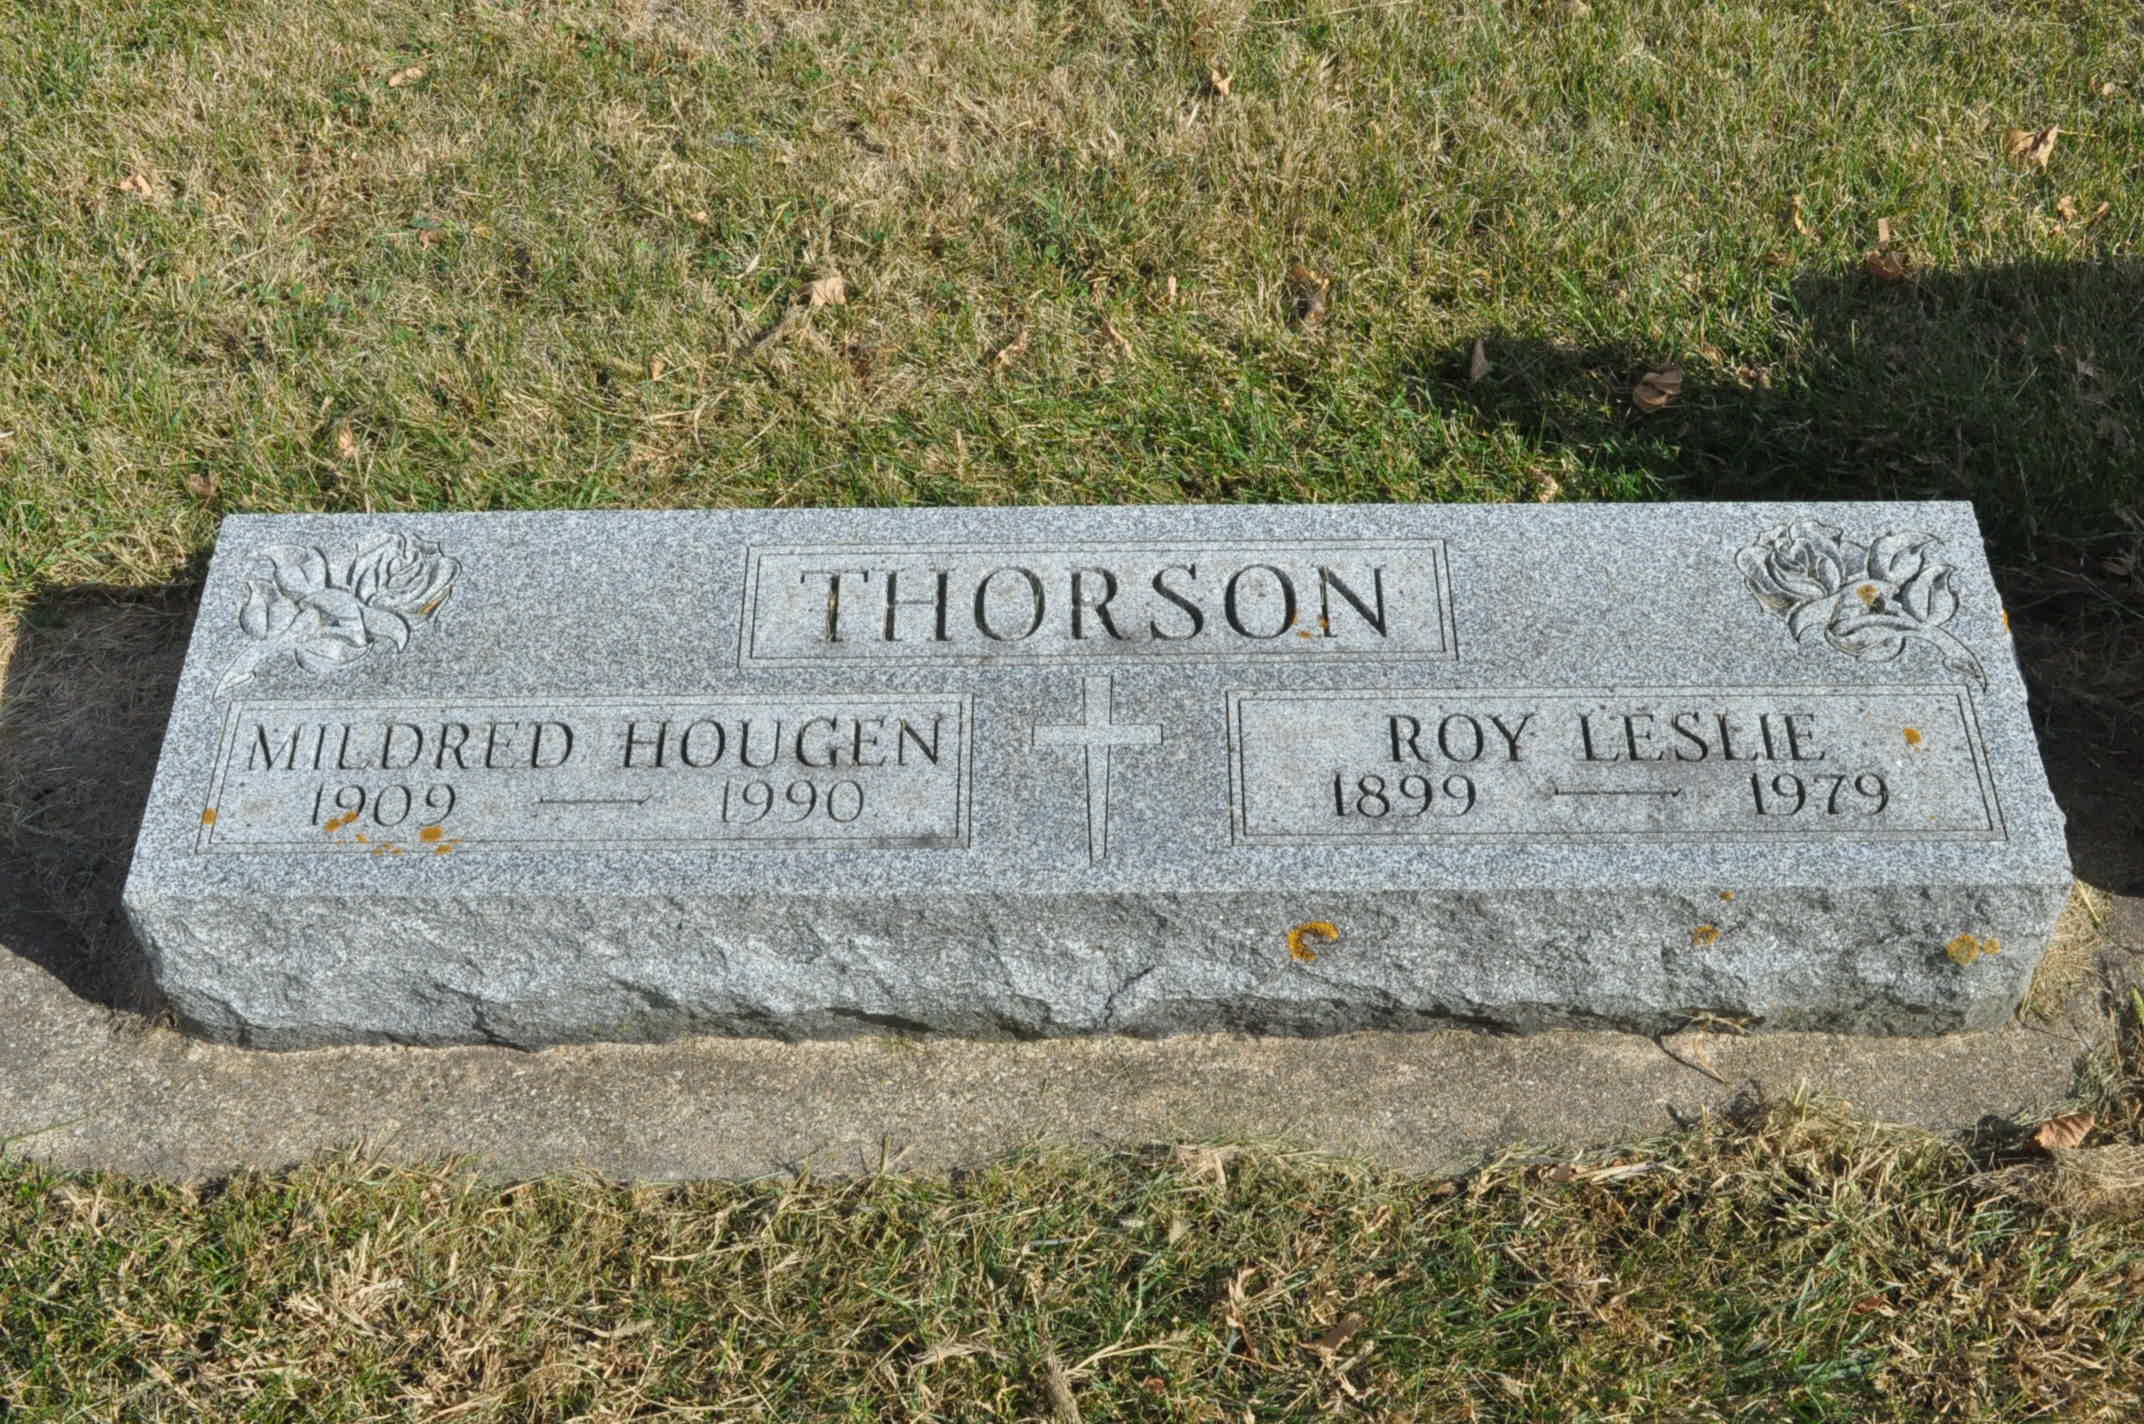 THORSON
MILDRED HOUGEN
1909 — 1990
ROY LESLIE
1899 — 1979